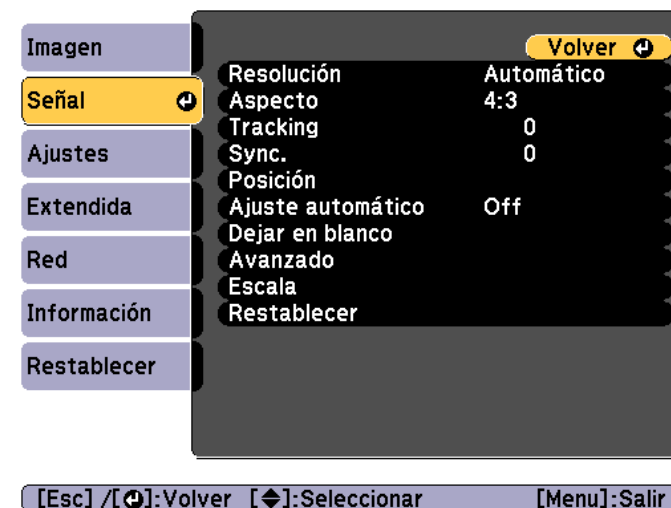 Imagen
Señal
Ajustes
Extendida
Red
Información
Restablecer
Volver
Resolución Automático
Aspecto 4:3
Tracking 0
Sync. 0
Posición
Ajuste automático Off
Dejar en blanco
Avanzado
Escala
Restablecer
[Esc] /[⏎]:Volver [◆]:Seleccionar [Menu]:Salir